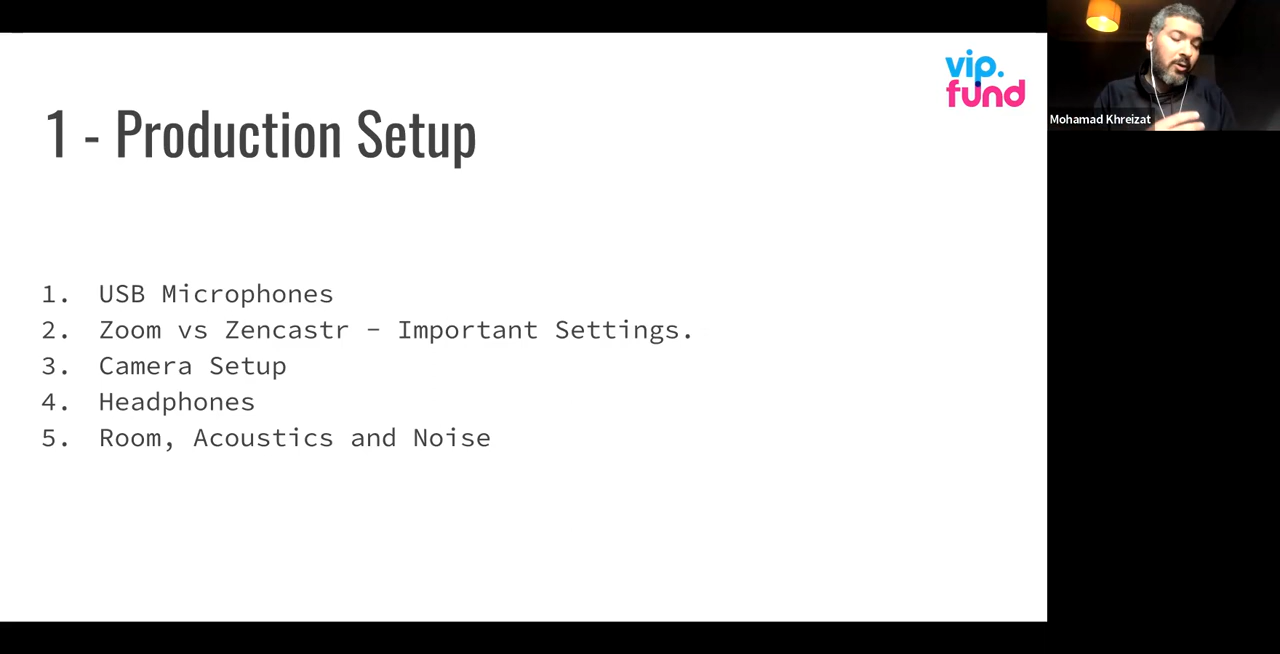 vip.
fund
1 - Production Setup
1. USB Microphones
2. Zoom vs Zencastr - Important Settings.
3. Camera Setup
4. Headphones
5. Room, Acoustics and Noise
Mohamad Khreizat